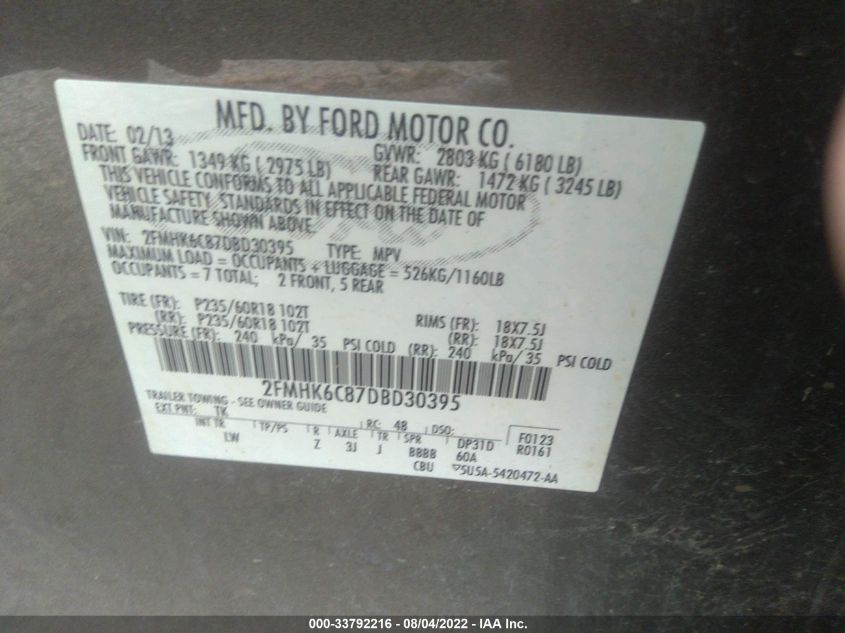 MFD. BY FORD MOTOR CO.
DATE: 02/13 GVWR: 2803 KG ( 6180 LB)
FRONT GAWR: 1349 KG ( 2975 LB) REAR GAWR: 1472 KG ( 3245 LB)
THIS VEHICLE CONFORMS TO ALL APPLICABLE FEDERAL MOTOR
VEHICLE SAFETY STANDARDS IN EFFECT ON THE DATE OF
MANUFACTURE SHOWN ABOVE.
VIN: 2FMHK6C87DBD30395 TYPE: MPV
MAXIMUM LOAD = OCCUPANTS + LUGGAGE = 526KG/1160LB
OCCUPANTS = 7 TOTAL; 2 FRONT, 5 REAR
TIRE (FR): P235/60R18 102T RIMS (FR): 18X7.5J
(RR): P235/60R18 102T (RR): 18X7.5J
PRESSURE (FR): 240 kPa/ 35 PSI COLD (RR): 240 kPa/ 35 PSI COLD
2FMHK6C87DBD30395
TRAILER TOWING - SEE OWNER GUIDE
EXT PNT: TK RC: 48 DSO: F0123
INT TR TP/PS R AXLE TR SPR DP31D R0161
LW Z 3J J BBBB 60A
CBU 5U5A-5420472-AA
000-33792216 - 08/04/2022 - IAA Inc.